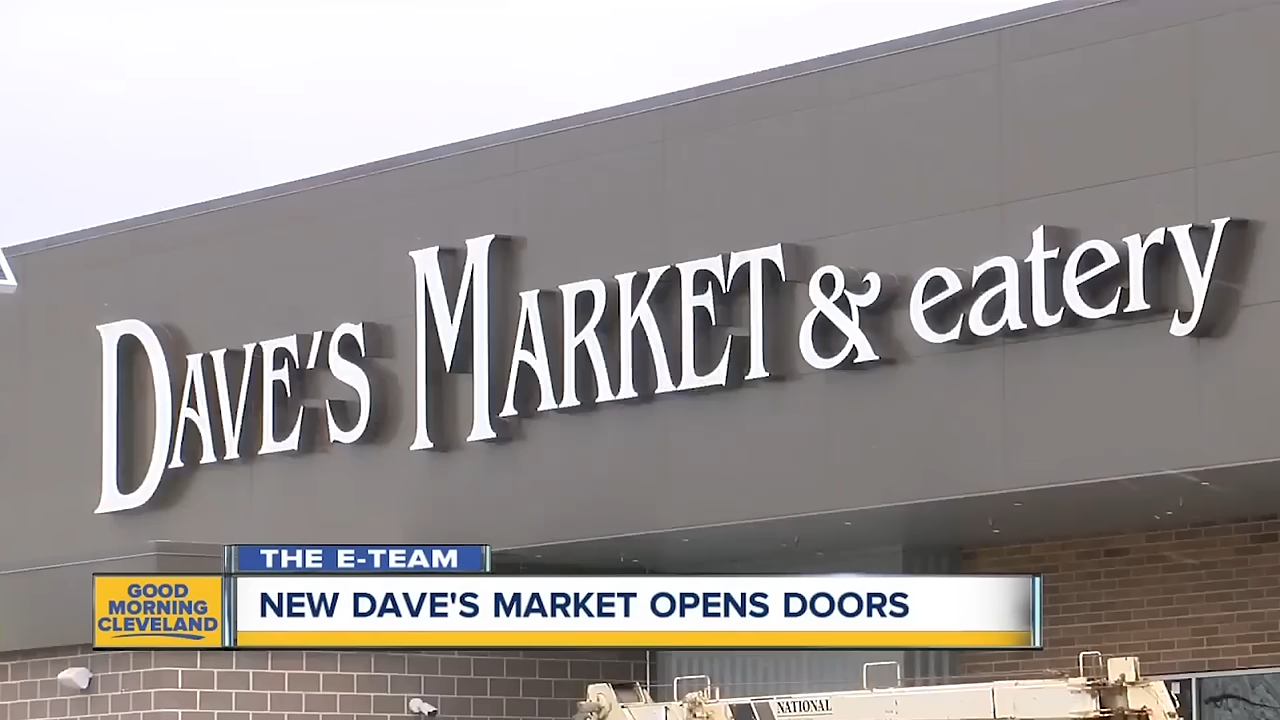 DAVE'S MARKET & eatery
THE E-TEAM
GOOD
MORNING
CLEVELAND
NEW DAVE'S MARKET OPENS DOORS
NATIONAL